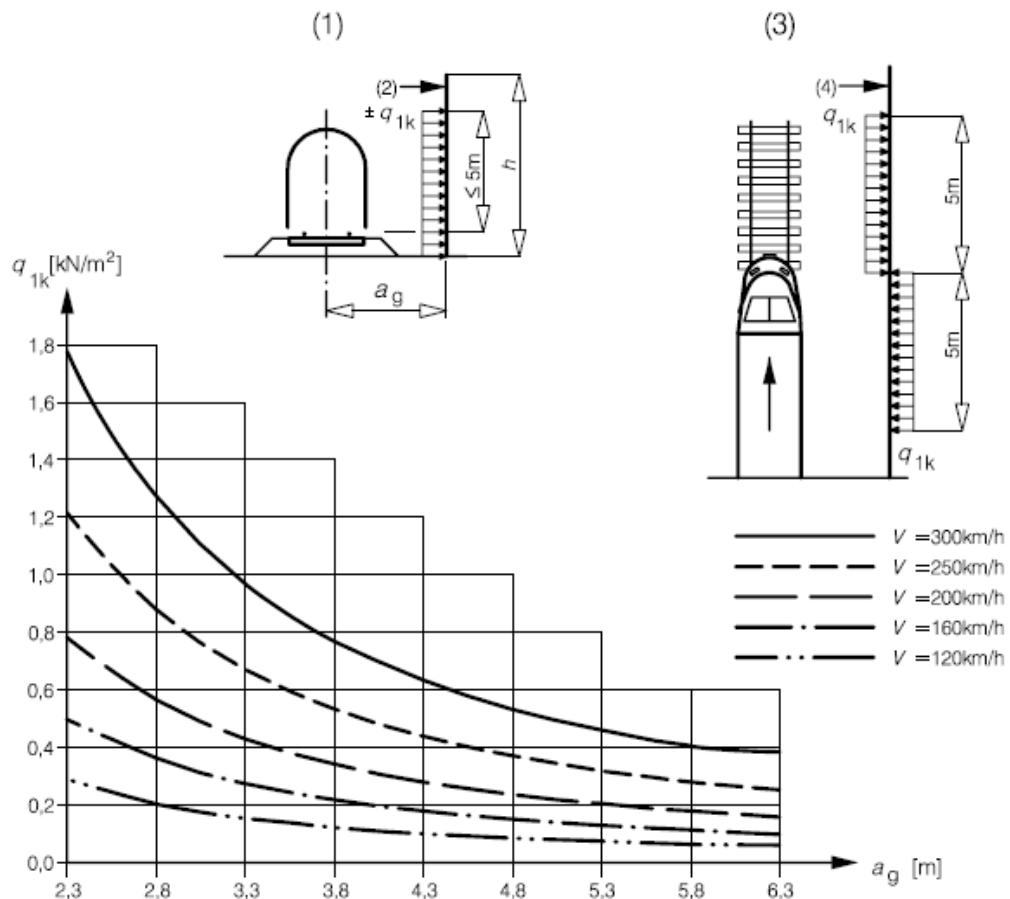 (1)
(3)
(2)
± q1k
≤ 5m
h
ag
(4)
q1k
5m
5m
q1k
q1k[kN/m²]
1,8
1,6
1,4
1,2
1,0
0,8
0,6
0,4
0,2
0,0
2,3 2,8 3,3 3,8 4,3 4,8 5,3 5,8 6,3
ag [m]
V =300km/h
V =250km/h
V =200km/h
V =160km/h
V =120km/h